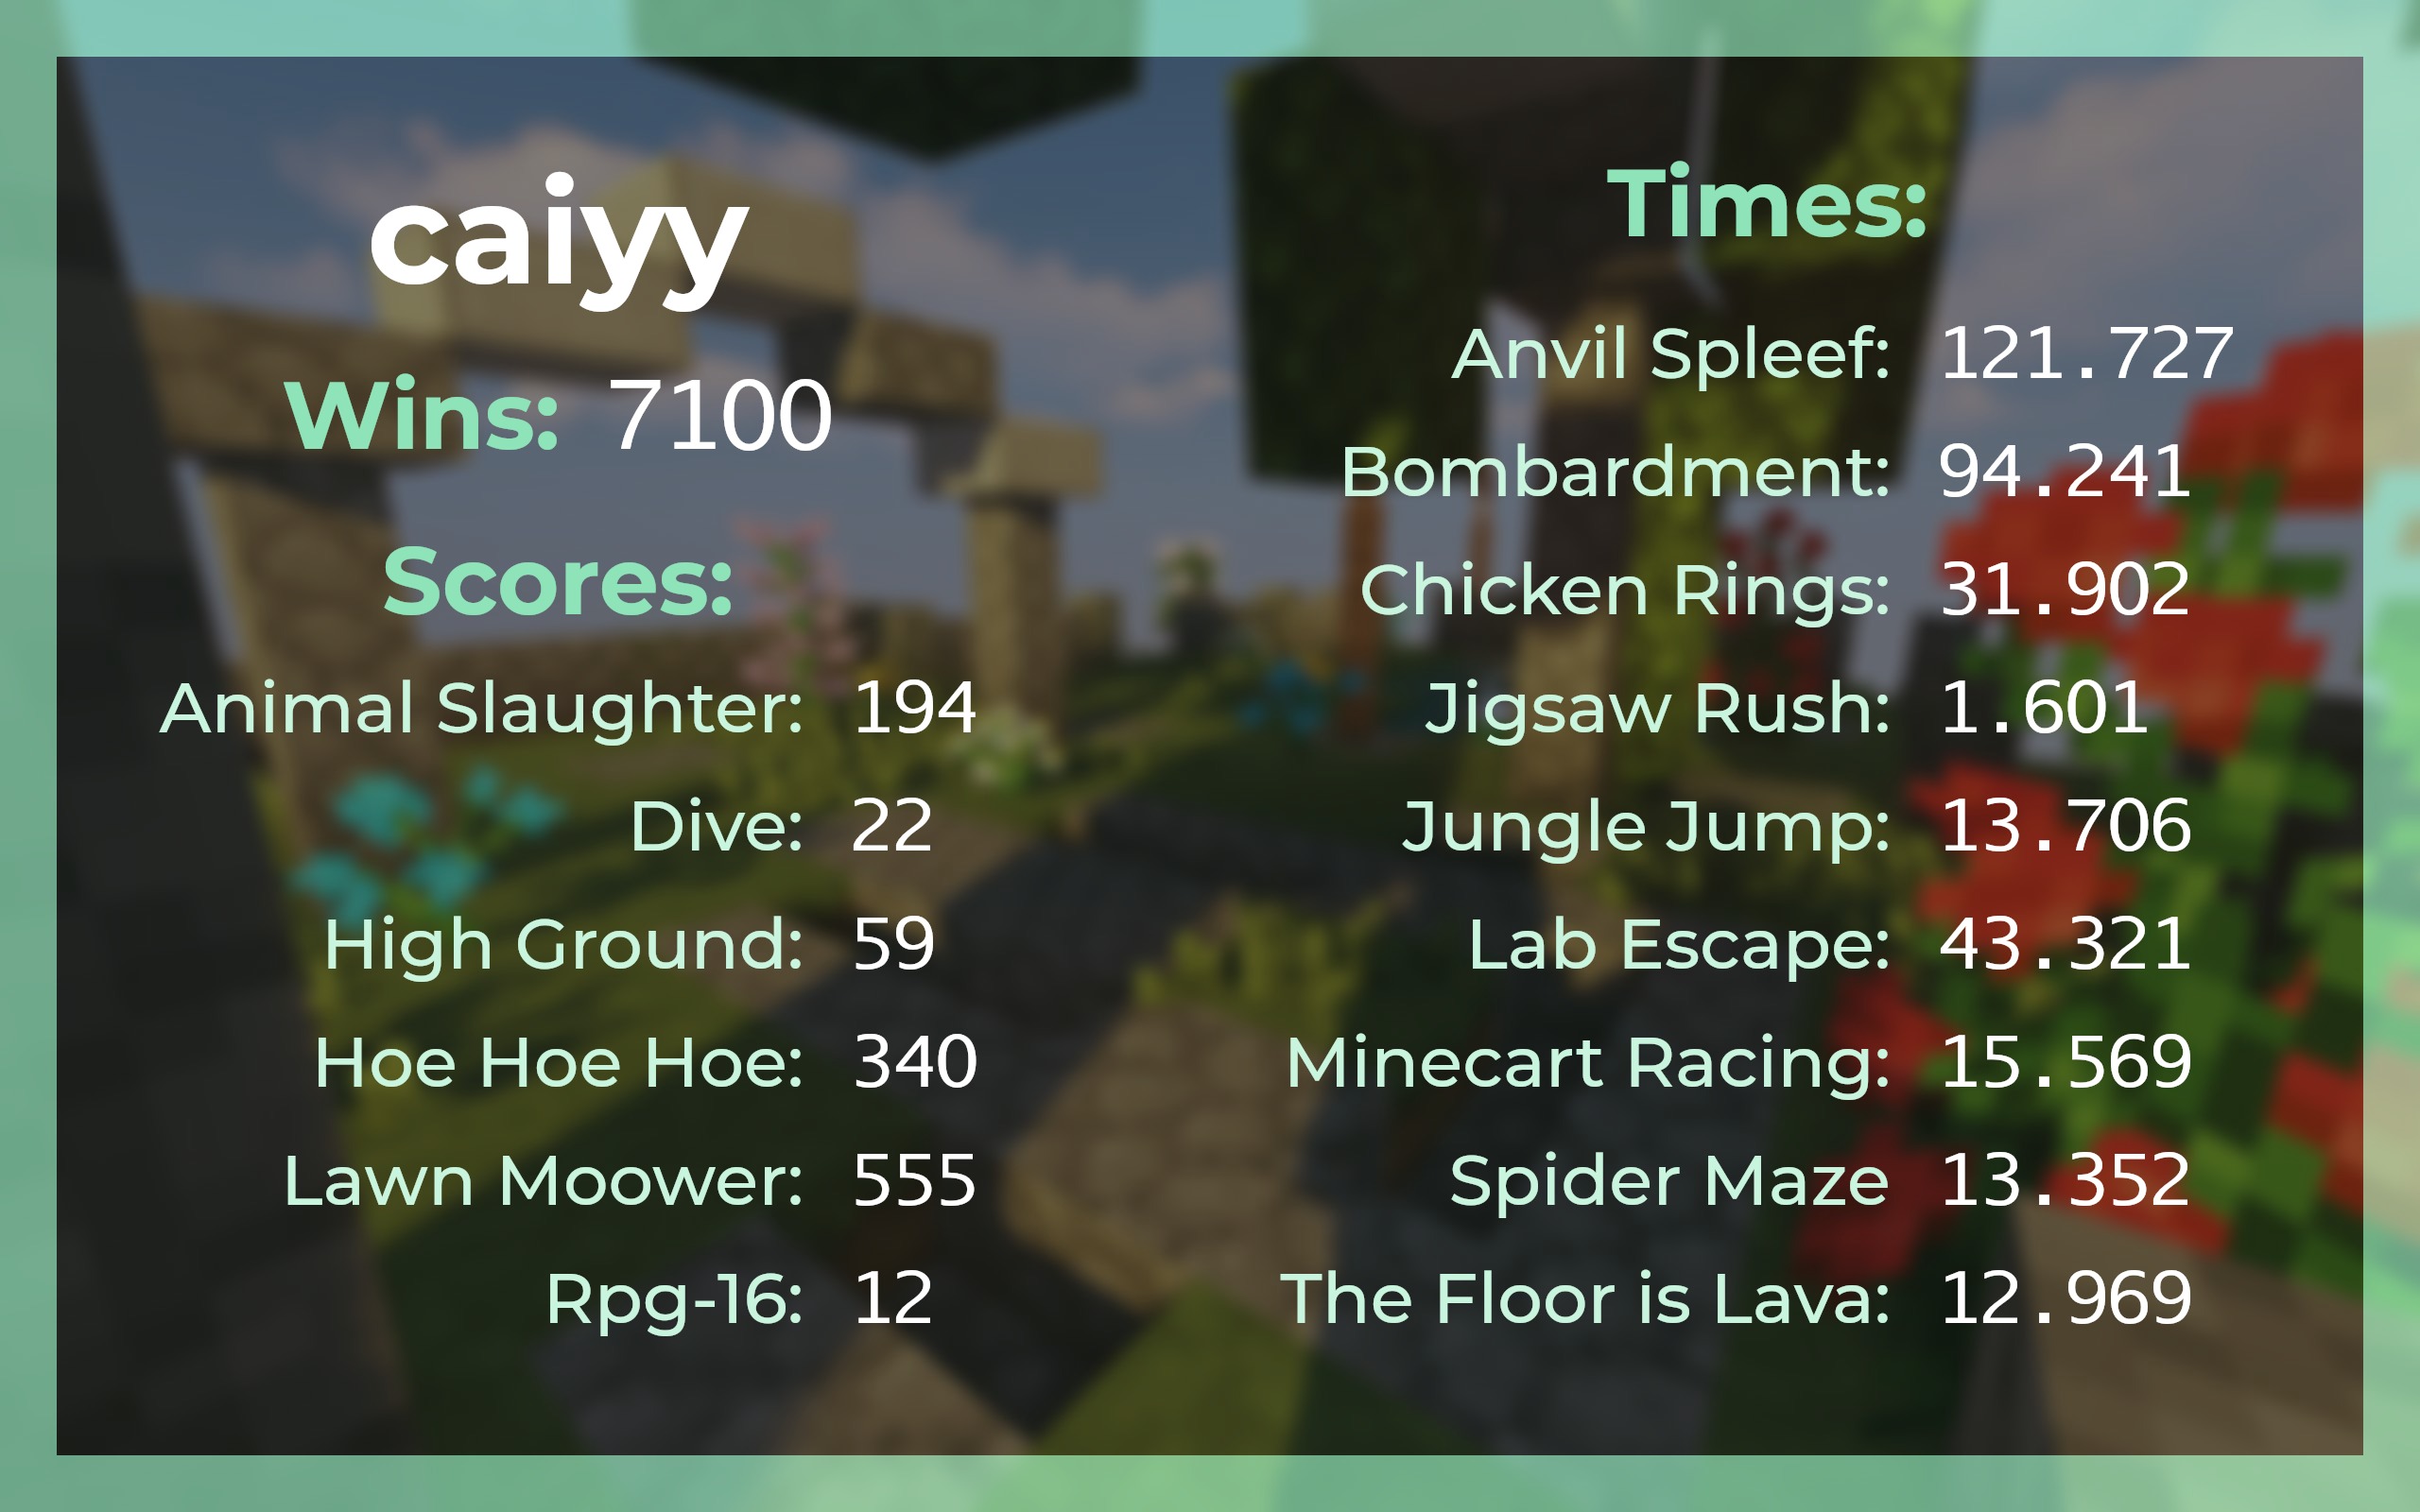 caiyy
Wins: 7100
Scores:
Animal Slaughter: 194
Dive: 22
High Ground: 59
Hoe Hoe Hoe: 340
Lawn Moower: 555
Rpg-16: 12
Times:
Anvil Spleef: 121.727
Bombardment: 94.241
Chicken Rings: 31.902
Jigsaw Rush: 1.601
Jungle Jump: 13.706
Lab Escape: 43.321
Minecart Racing: 15.569
Spider Maze 13.352
The Floor is Lava: 12.969